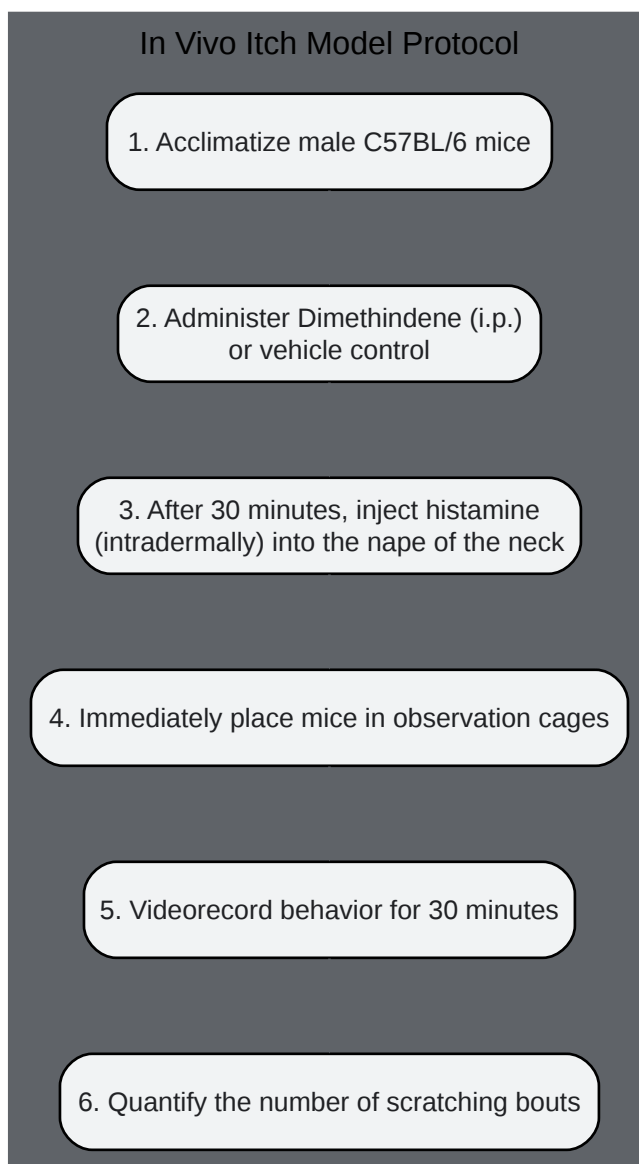 In Vivo Itch Model Protocol
1. Acclimatize male C57BL/6 mice
2. Administer Dimethindene (i.p.)
or vehicle control
3. After 30 minutes, inject histamine
(intradermally) into the nape of the neck
4. Immediately place mice in observation cages
5. Videorecord behavior for 30 minutes
6. Quantify the number of scratching bouts